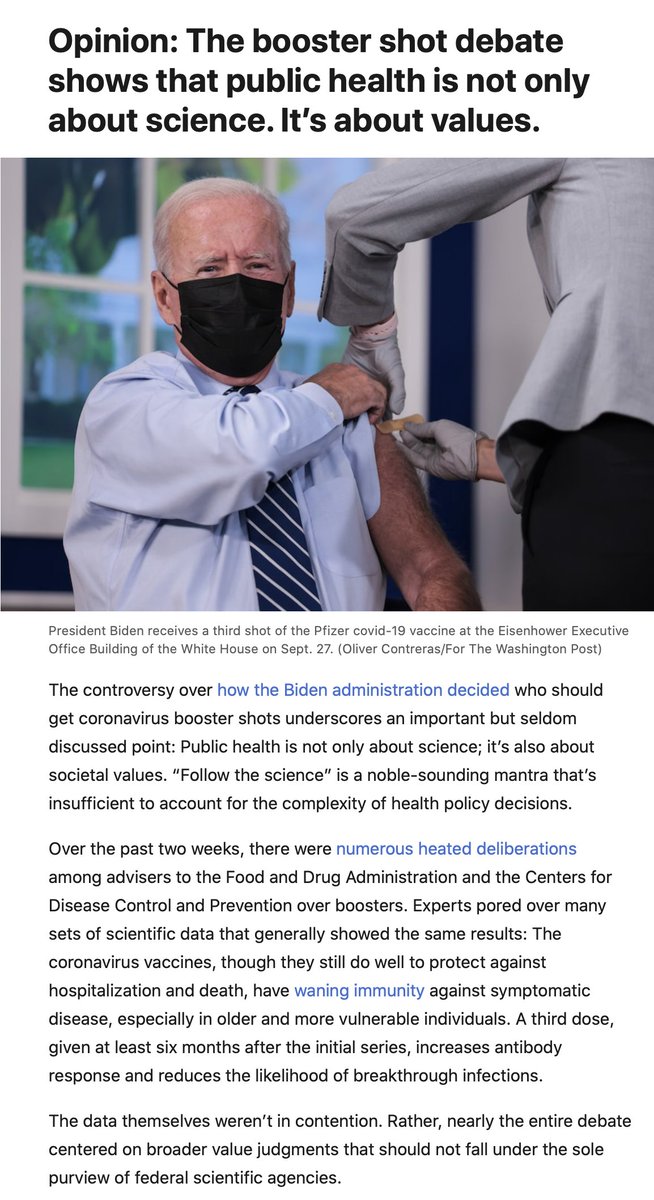 Opinion: The booster shot debate
shows that public health is not only
about science. It’s about values.
President Biden receives a third shot of the Pfizer covid-19 vaccine at the Eisenhower Executive
Office Building of the White House on Sept. 27. (Oliver Contreras/For The Washington Post)
The controversy over how the Biden administration decided who should
get coronavirus booster shots underscores an important but seldom
discussed point: Public health is not only about science; it’s also about
societal values. “Follow the science” is a noble-sounding mantra that’s
insufficient to account for the complexity of health policy decisions.
Over the past two weeks, there were numerous heated deliberations
among advisers to the Food and Drug Administration and the Centers for
Disease Control and Prevention over boosters. Experts pored over many
sets of scientific data that generally showed the same results: The
coronavirus vaccines, though they still do well to protect against
hospitalization and death, have waning immunity against symptomatic
disease, especially in older and more vulnerable individuals. A third dose,
given at least six months after the initial series, increases antibody
response and reduces the likelihood of breakthrough infections.
The data themselves weren’t in contention. Rather, nearly the entire debate
centered on broader value judgments that should not fall under the sole
purview of federal scientific agencies.